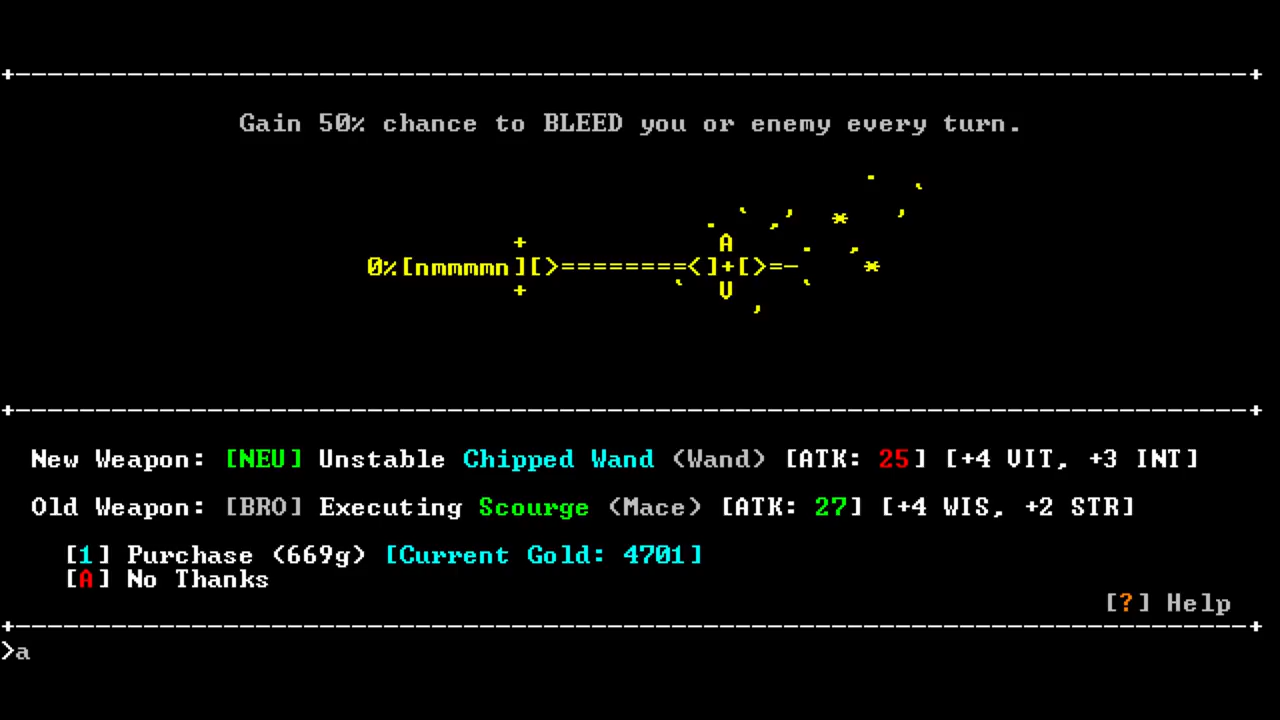 Gain 50% chance to BLEED you or enemy every turn.
0%[nmmmmn][>========<]+[>=-
New Weapon: [NEU] Unstable Chipped Wand (Wand) [ATK: 25] [+4 VIT, +3 INT]
Old Weapon: [BRO] Executing Scourge (Mace) [ATK: 27] [+4 WIS, +2 STR]
[1] Purchase (669g) [Current Gold: 4701]
[A] No Thanks
[?] Help
>a